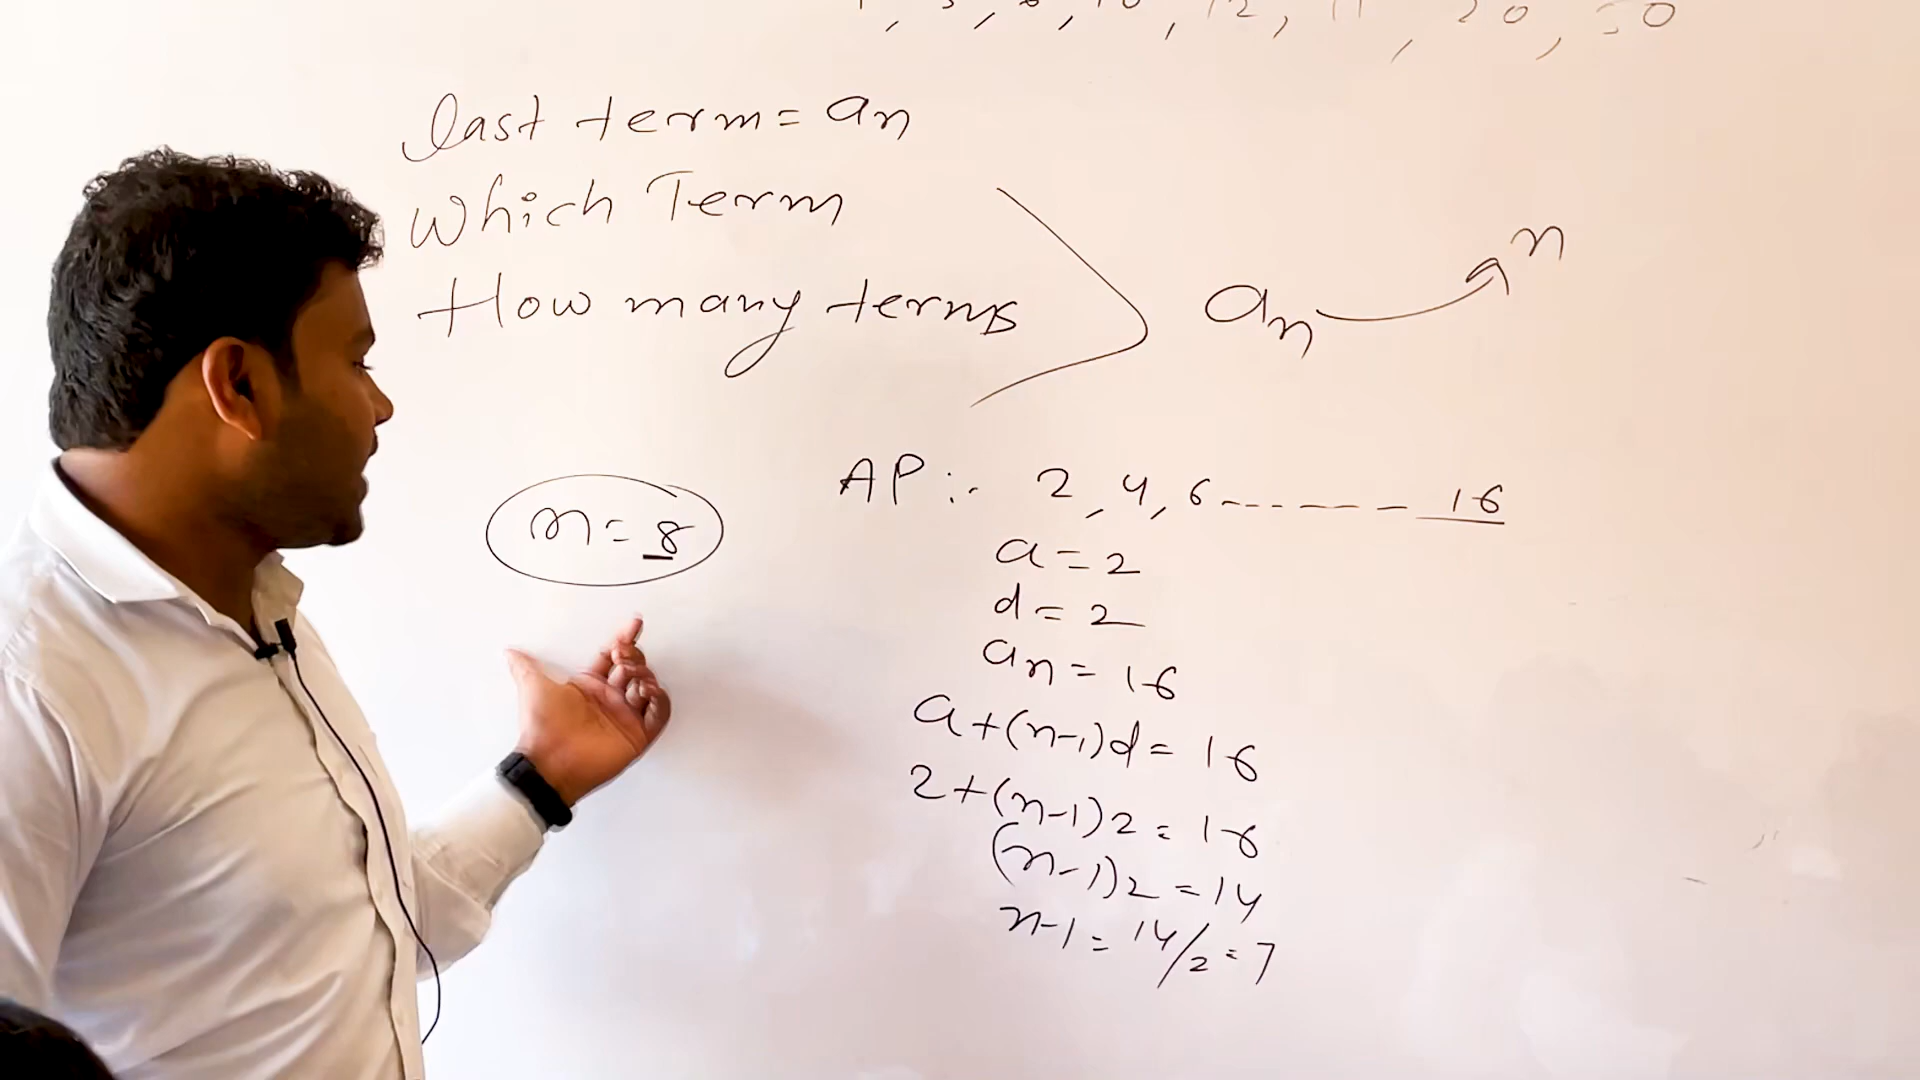 last term = an
Which Term
How many terms
an
n
n = 8
AP :- 2, 4, 6 ------ 16
a = 2
d = 2
an = 16
a+(n-1)d = 16
2+(n-1)2 = 16
(n-1)2 = 14
n-1 = 14/2 = 7